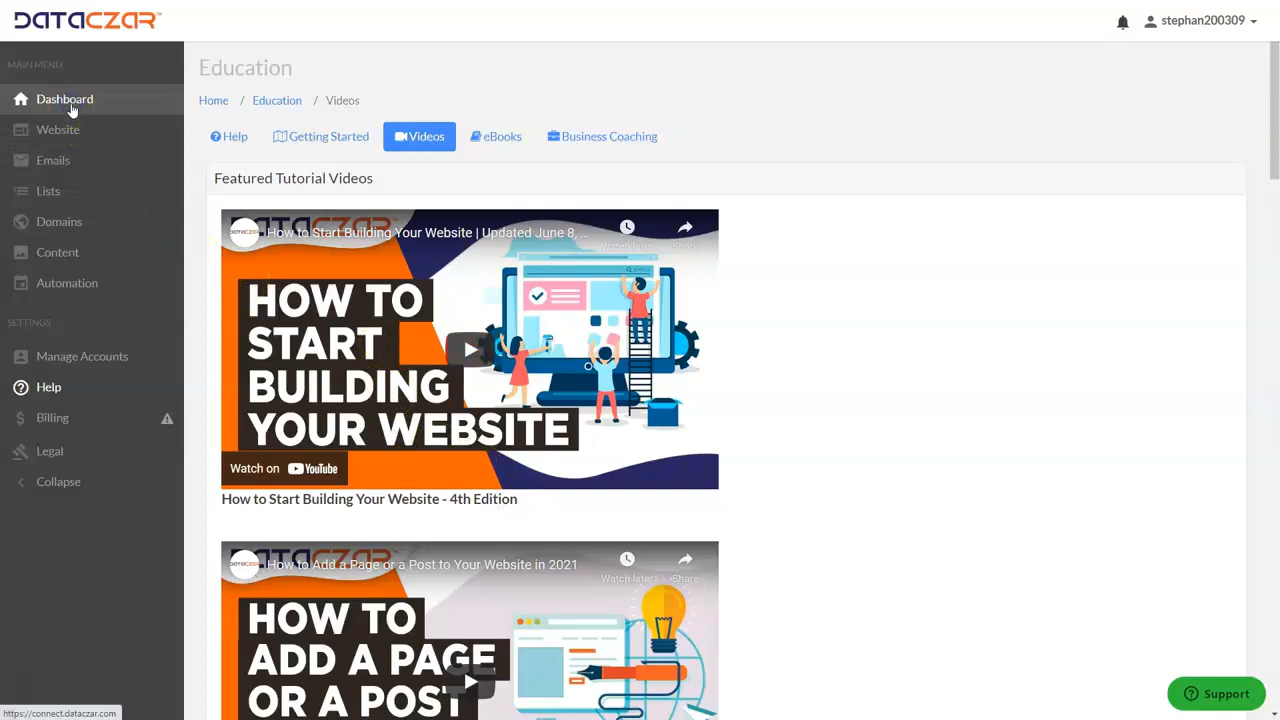 DATACZAR
stephan200309
MAIN MENU
Dashboard
Website
Emails
Lists
Domains
Content
Automation
SETTINGS
Manage Accounts
Help
Billing
Legal
Collapse
Education
Home / Education / Videos
Help
Getting Started
Videos
eBooks
Business Coaching
Featured Tutorial Videos
How to Start Building Your Website | Updated June 8, ...
Watch later
Share
HOW TO
START
BUILDING
YOUR WEBSITE
Watch on YouTube
How to Start Building Your Website - 4th Edition
How to Add a Page or a Post to Your Website in 2021
Watch later
Share
HOW TO
ADD A PAGE
OR A POST
Support
https://connect.dataczar.com